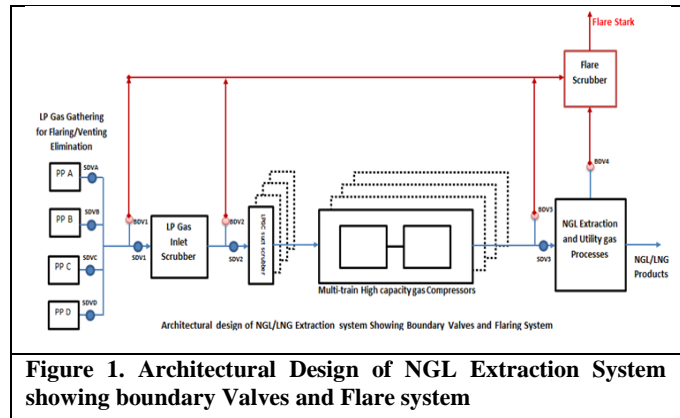 Flare Stark
Flare
Scrubber
LP Gas Gathering
for Flaring/Venting
Elimination
SDVA
PP A
SDVB
PP B
SDVC
PP C
SDVD
PP D
BDV1
SDV1
LP Gas
Inlet
Scrubber
BDV2
SDV2
LPGC suct scrubber
Multi-train High capacity gas Compressors
BDV3
SDV3
BDV4
NGL Extraction
and Utility gas
Processes
NGL/LNG
Products
Architectural design of NGL/LNG Extraction system Showing Boundary Valves and Flaring System
Figure 1. Architectural Design of NGL Extraction System
showing boundary Valves and Flare system